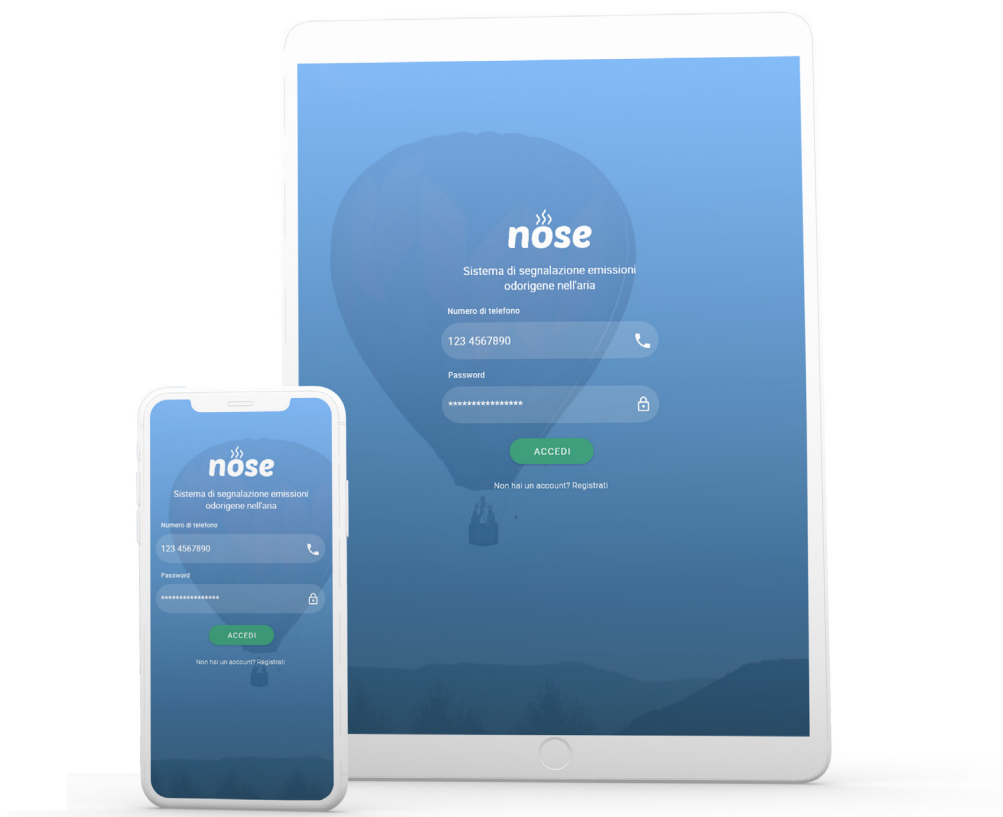 nose
Sistema di segnalazione emissioni
odorigene nell'aria
Numero di telefono
123 4567890
Password
****************
ACCEDI
Non hai un account? Registrati
nose
Sistema di segnalazione emissioni
odorigene nell'aria
Numero di telefono
123 4567890
Password
****************
ACCEDI
Non hai un account? Registrati